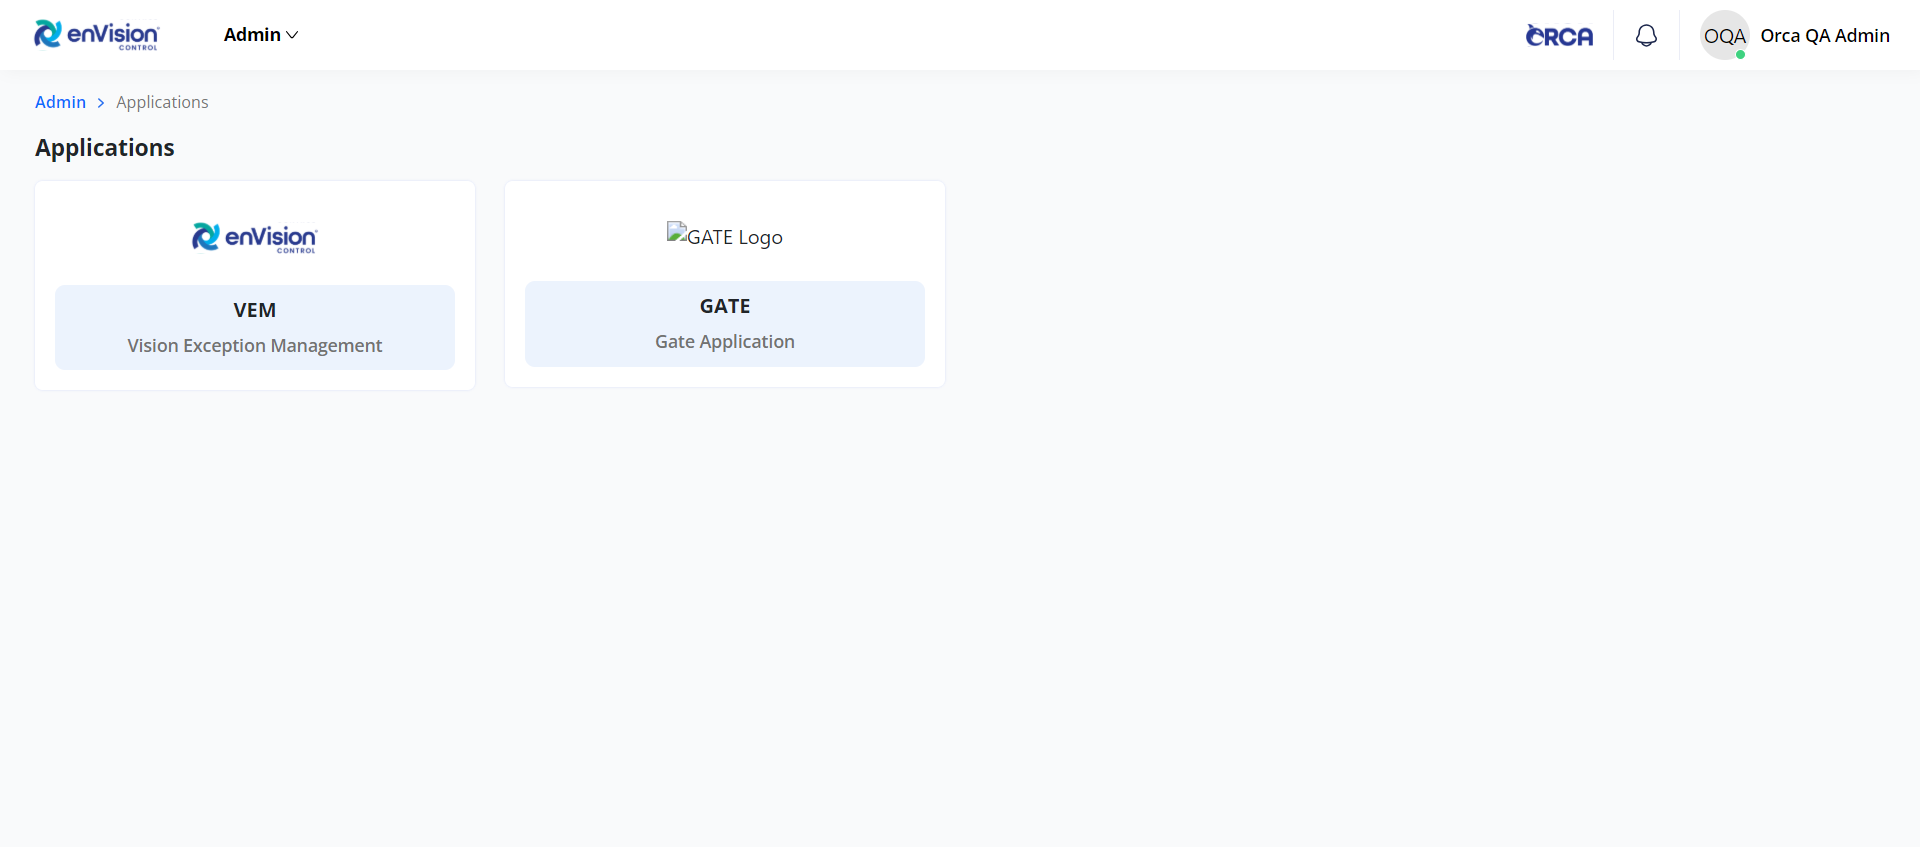 enVision
CONTROL
Admin
ORCA
OQA
Orca QA Admin
Admin > Applications
Applications
enVision
CONTROL
VEM
Vision Exception Management
GATE Logo
GATE
Gate Application